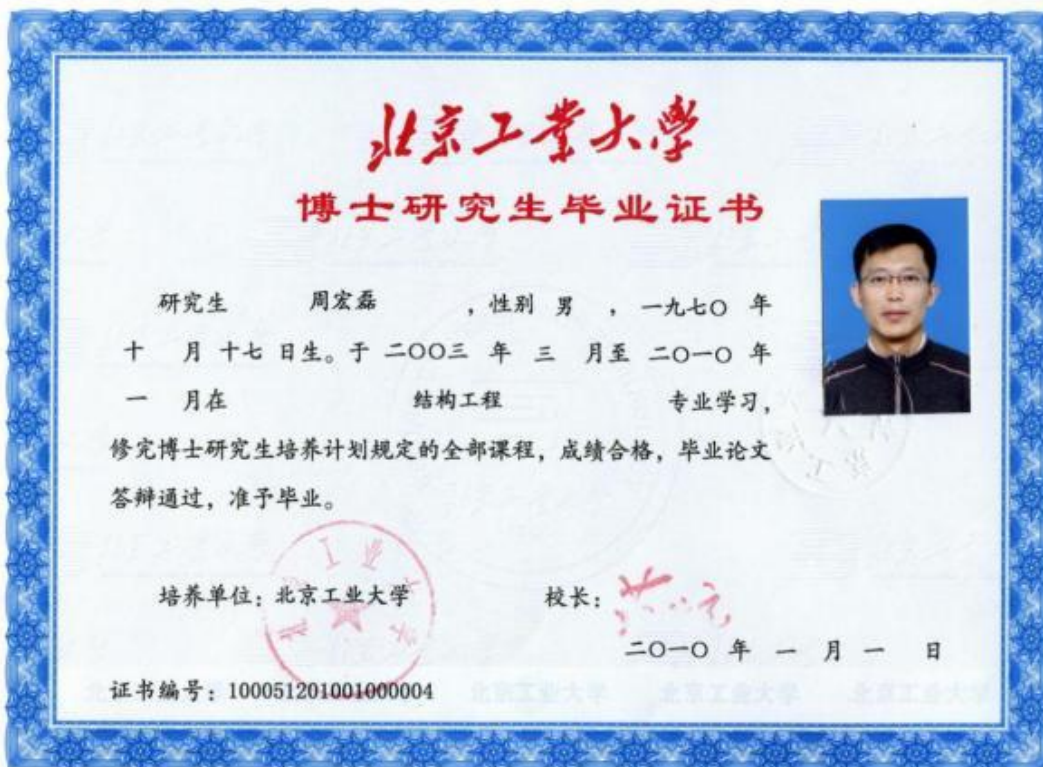 北京工业大学
博士研究生毕业证书
研究生 周宏磊 ,性别 男 , 一九七〇 年
十 月 十七 日生。于 二〇〇三 年 三 月至 二〇一〇 年
一 月在 结构工程 专业学习,
修完博士研究生培养计划规定的全部课程,成绩合格,毕业论文
答辩通过,准予毕业。
北京工业大学
培养单位:北京工业大学 校长:
二〇一〇 年 一 月 一 日
证书编号:100051201001000004
北京工业大学 北京工业大学 北京工业大学